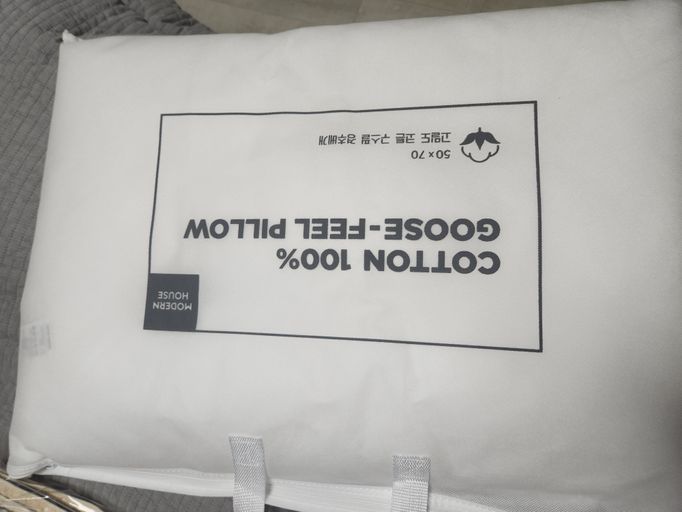 MODERN
HOUSE
COTTON 100%
GOOSE-FEEL PILLOW
50 x 70
고밀도 코튼 구스필 경추베개